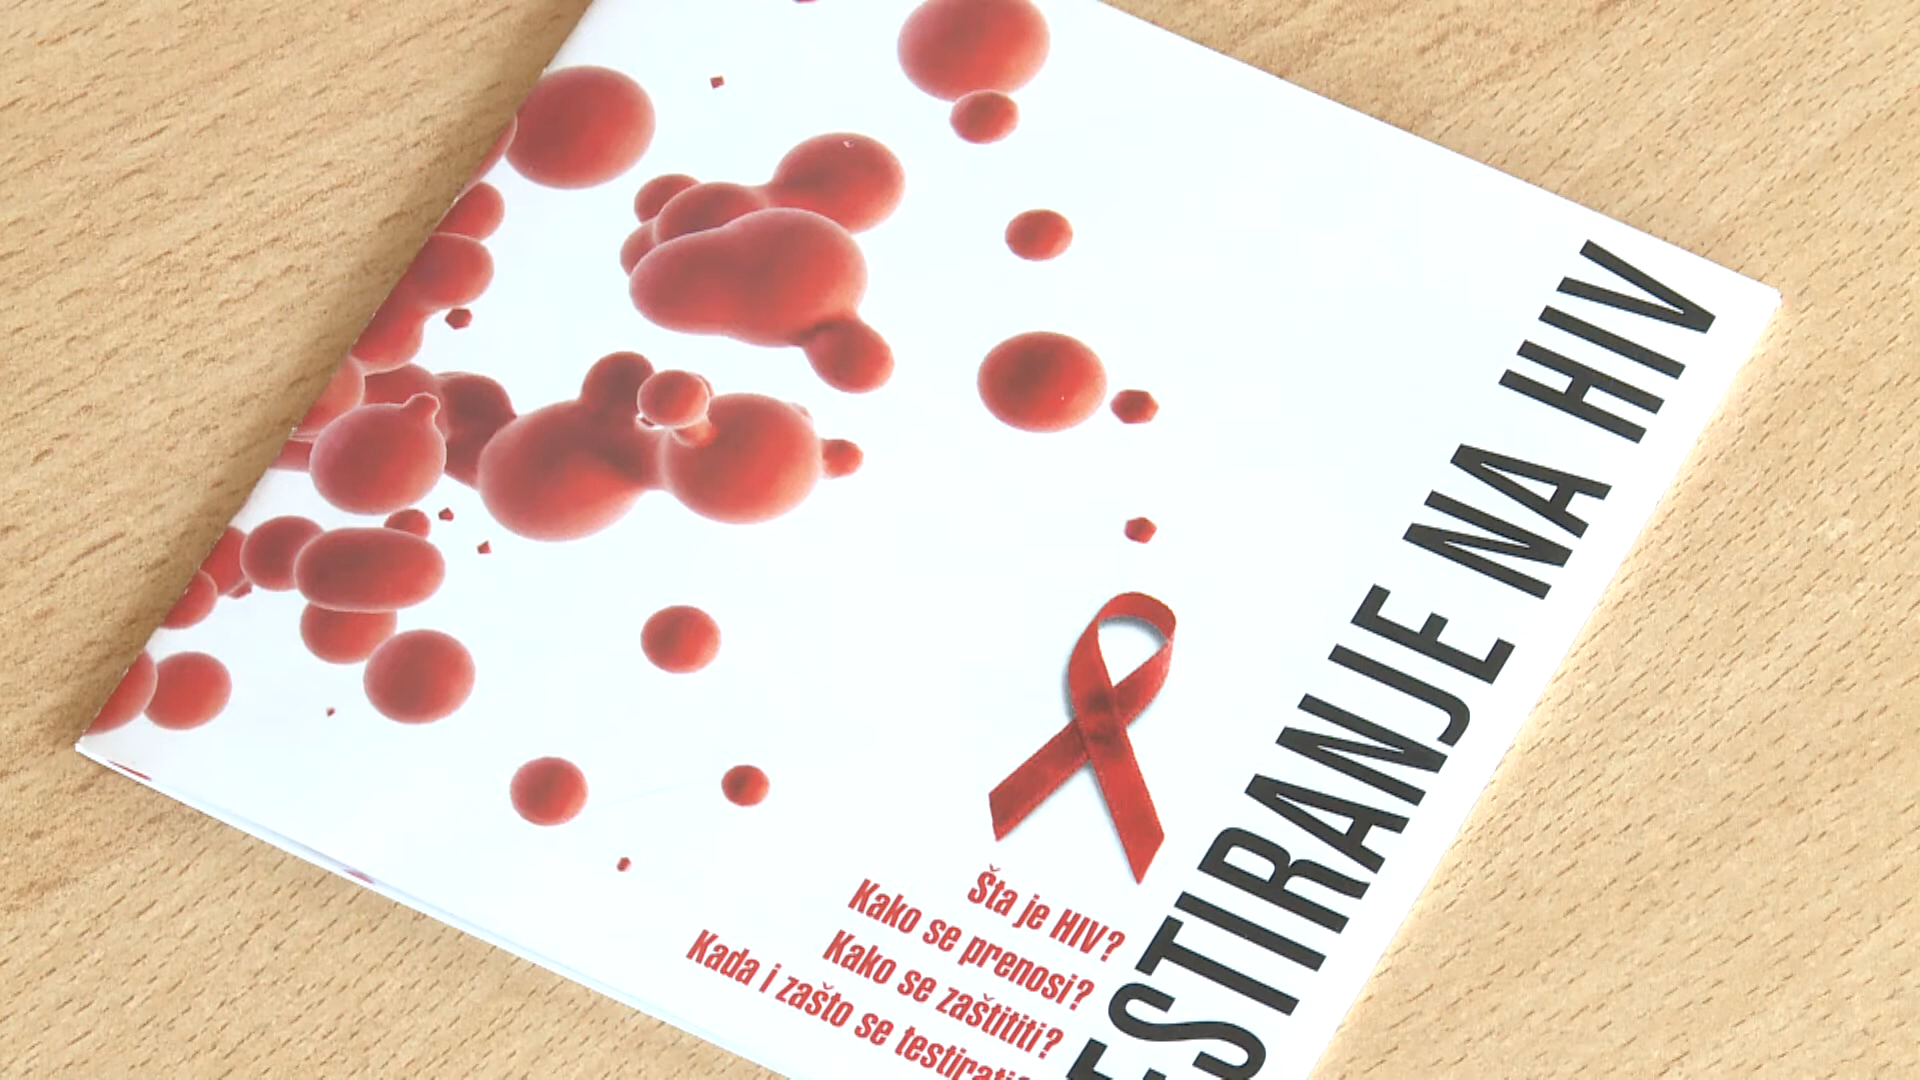 Šta je HIV?
Kako se prenosi?
Kako se zaštititi?
Kada i zašto se
ESTIRANJE NA HIV